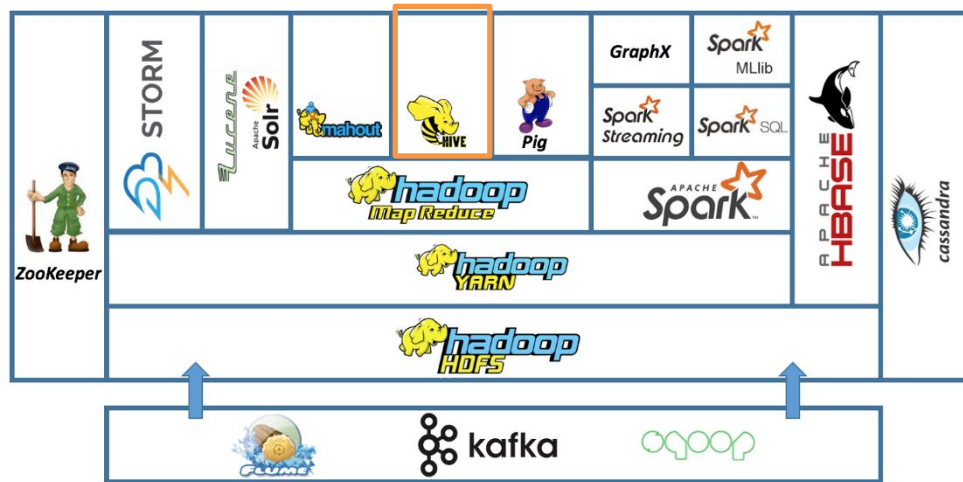 ZooKeeper
STORM
Lucene
Apache
Solr
mahout
HIVE
Pig
GraphX
Spark
MLlib
Spark
Streaming
Spark SQL
hadoop
Map Reduce
APACHE
Spark™
APACHE
HBASE
cassandra
hadoop
YARN
hadoop
HDFS
FLUME
kafka
sqoop